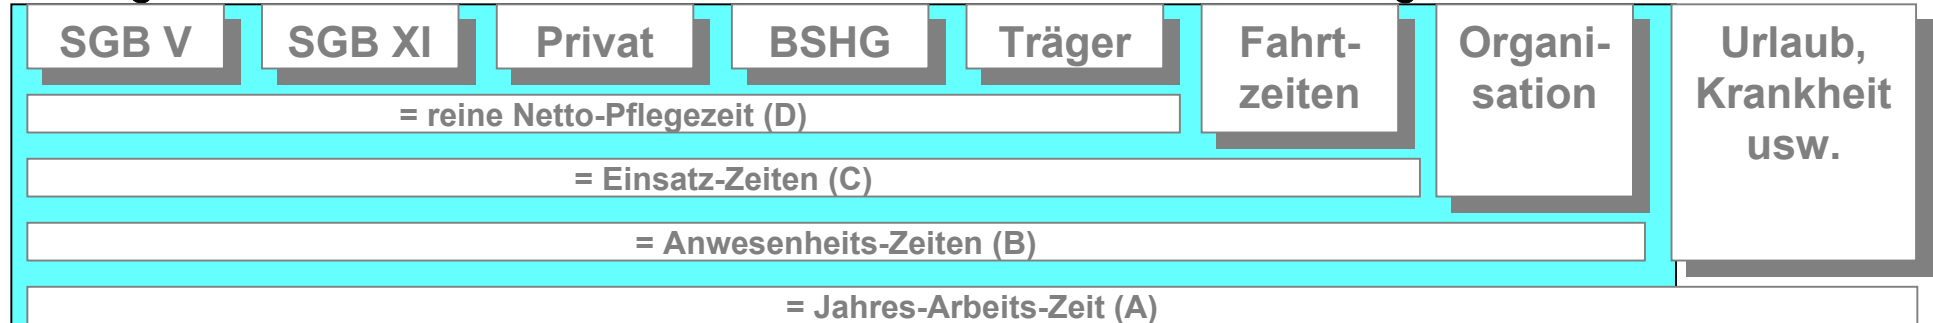 SGB V
SGB XI
Privat
BSHG
Träger
Fahrt-
zeiten
Organi-
sation
Urlaub,
Krankheit
usw.
= reine Netto-Pflegezeit (D)
= Einsatz-Zeiten (C)
= Anwesenheits-Zeiten (B)
= Jahres-Arbeits-Zeit (A)